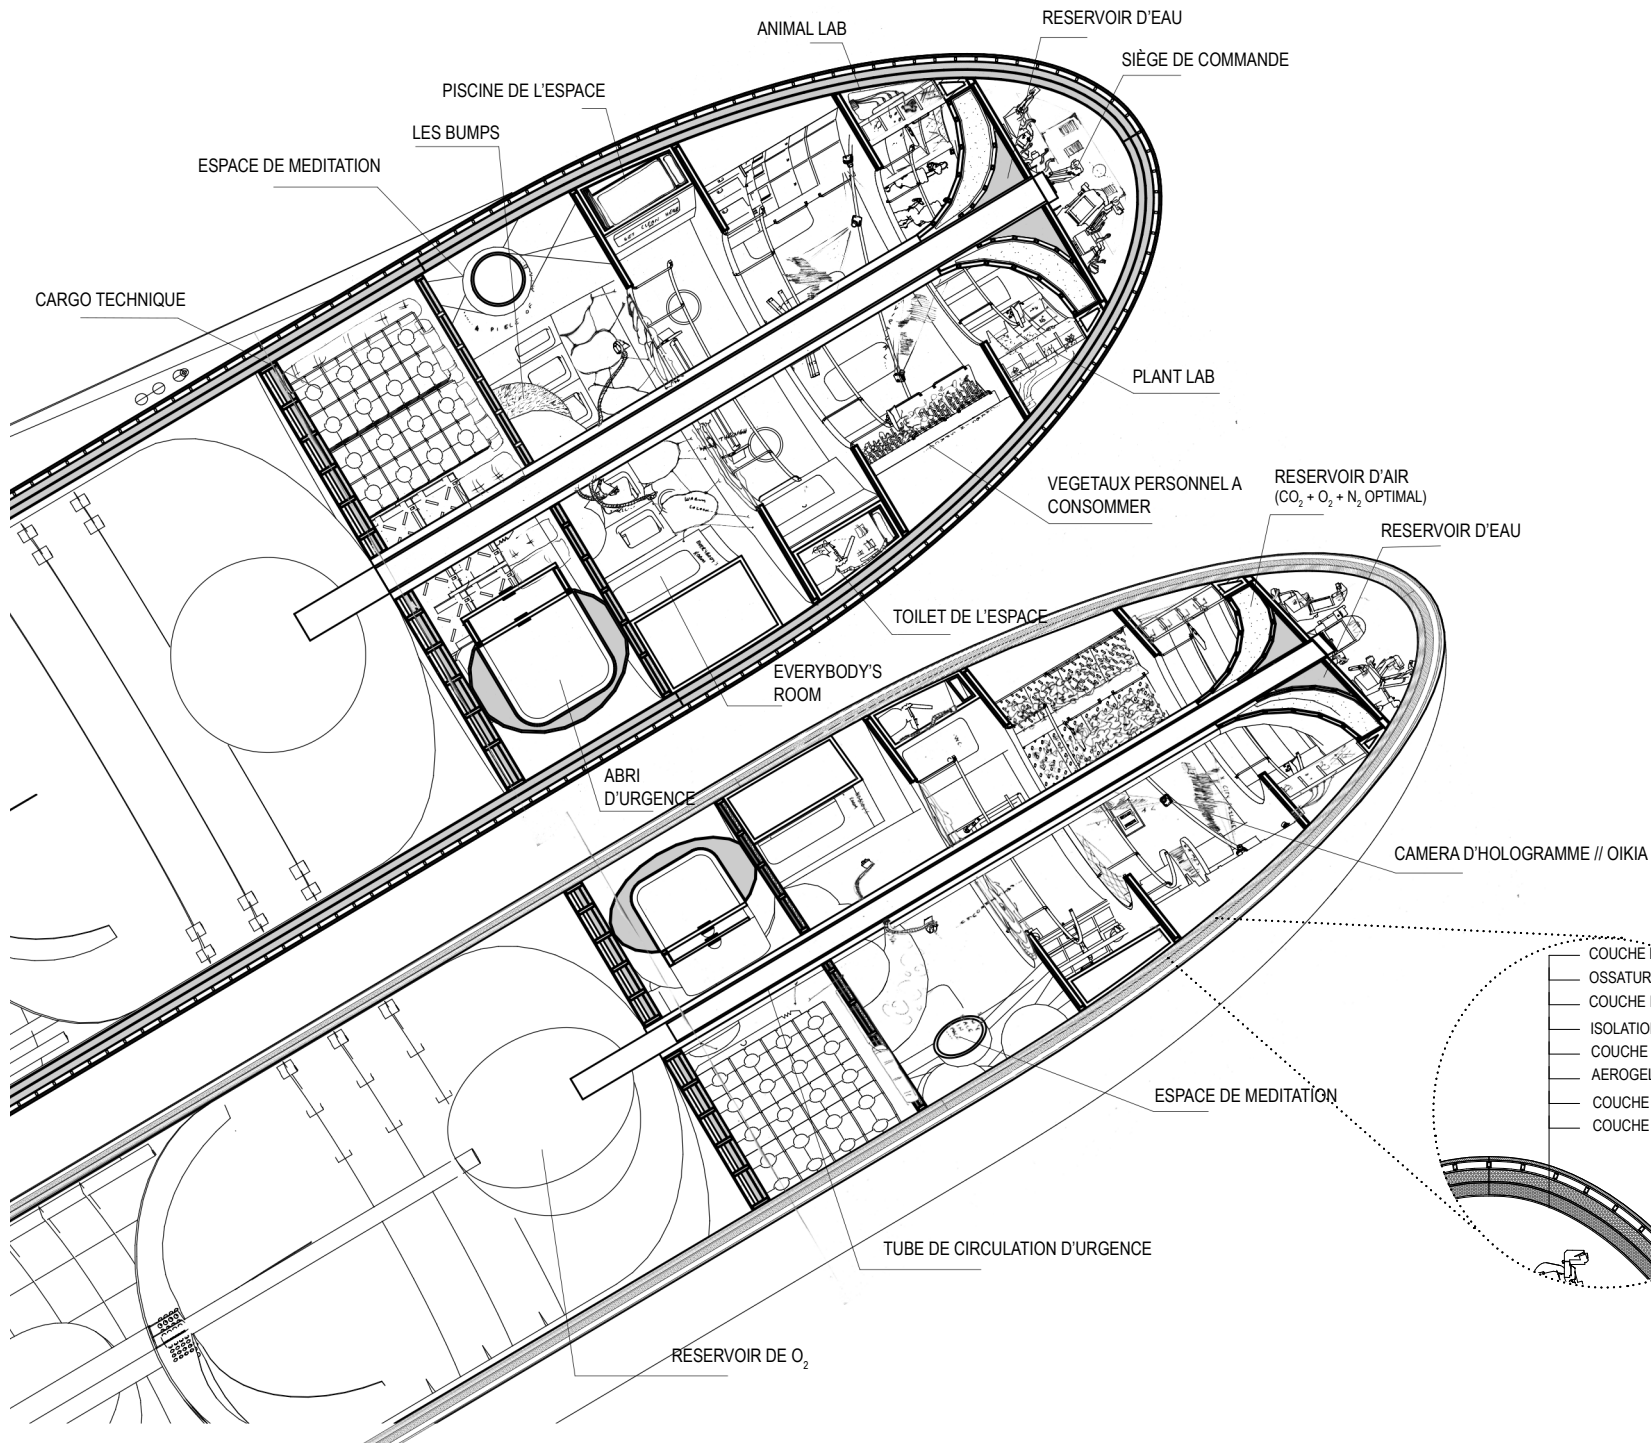 RESERVOIR D'EAU
ANIMAL LAB
SIÈGE DE COMMANDE
PISCINE DE L'ESPACE
LES BUMPS
ESPACE DE MEDITATION
CARGO TECHNIQUE
A PIECE OF
PLANT LAB
VEGETAUX PERSONNEL A
CONSOMMER
RESERVOIR D'AIR
(CO₂ + O₂ + N₂ OPTIMAL)
RESERVOIR D'EAU
TOILET DE L'ESPACE
EVERYBODY'S
ROOM
ABRI
D'URGENCE
CAMERA D'HOLOGRAMME // OIKIA
COUCHE
OSSATUR
COUCHE
ISOLATIO
COUCHE
AEROGEL
COUCHE
COUCHE
ESPACE DE MEDITATION
TUBE DE CIRCULATION D'URGENCE
RESERVOIR DE O₂